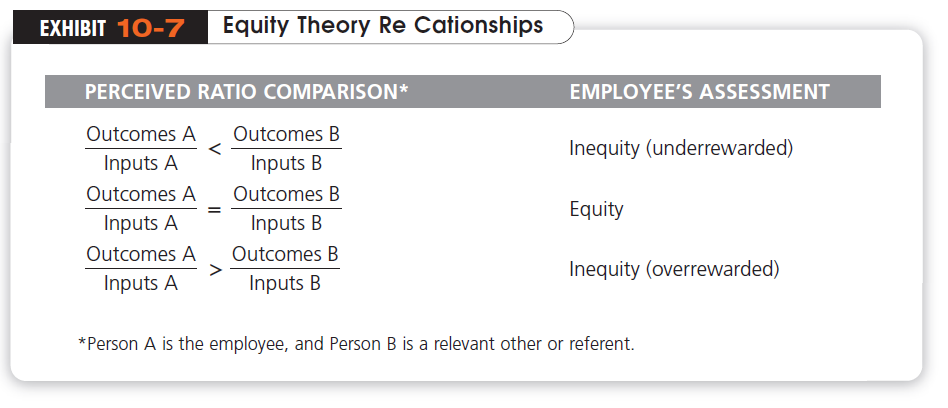 EXHIBIT 10-7 Equity Theory Re Cationships
PERCEIVED RATIO COMPARISON* EMPLOYEE'S ASSESSMENT
Outcomes A Outcomes B
< Inequity (underrewarded)
Inputs A Inputs B
Outcomes A Outcomes B
= Equity
Inputs A Inputs B
Outcomes A Outcomes B
> Inequity (overrewarded)
Inputs A Inputs B
*Person A is the employee, and Person B is a relevant other or referent.